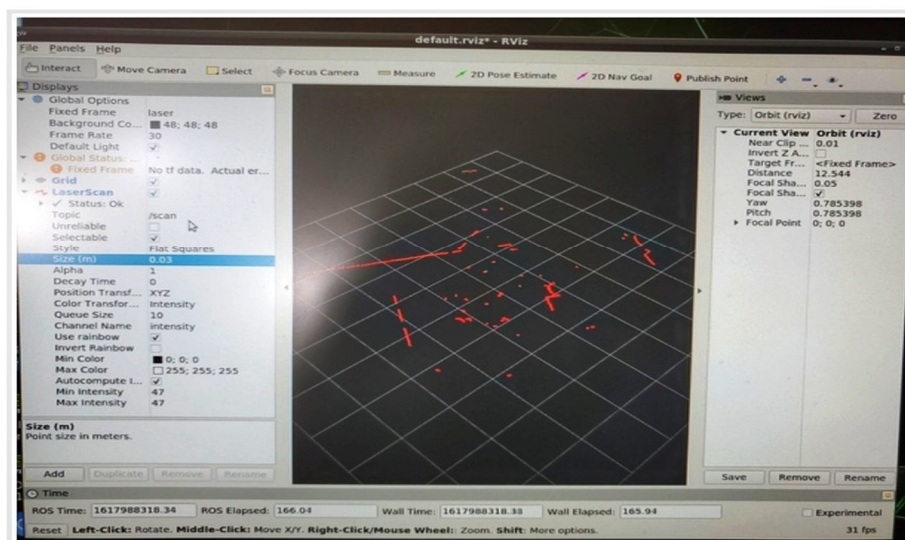 default.rviz* - RViz
File Panels Help
Interact Move Camera Select Focus Camera Measure 2D Pose Estimate 2D Nav Goal Publish Point
Displays
Global Options
Fixed Frame laser
Background Co... 48; 48; 48
Frame Rate 30
Default Light
Global Status: ...
Fixed Frame No tf data. Actual er...
Grid
LaserScan
Status: Ok
Topic /scan
Unreliable
Selectable
Style Flat Squares
Size (m) 0.03
Alpha 1
Decay Time 0
Position Transf... XYZ
Color Transfor... Intensity
Queue Size 10
Channel Name intensity
Use rainbow
Invert Rainbow
Min Color 0; 0; 0
Max Color 255; 255; 255
Autocompute I...
Min Intensity 47
Max Intensity 47
Size (m)
Point size in meters.
Add Duplicate Remove Rename
Views
Type: Orbit (rviz) Zero
Current View Orbit (rviz)
Near Clip ... 0.01
Invert Z A...
Target Fr... <Fixed Frame>
Distance 12.544
Focal Sha... 0.05
Focal Sha...
Yaw 0.785398
Pitch 0.785398
Focal Point 0; 0; 0
Save Remove Rename
Time
ROS Time: 1617988318.34 ROS Elapsed: 166.04 Wall Time: 1617988318.38 Wall Elapsed: 165.94 Experimental
Reset Left-Click: Rotate. Middle-Click: Move X/Y. Right-Click/Mouse Wheel:: Zoom. Shift: More options. 31 fps